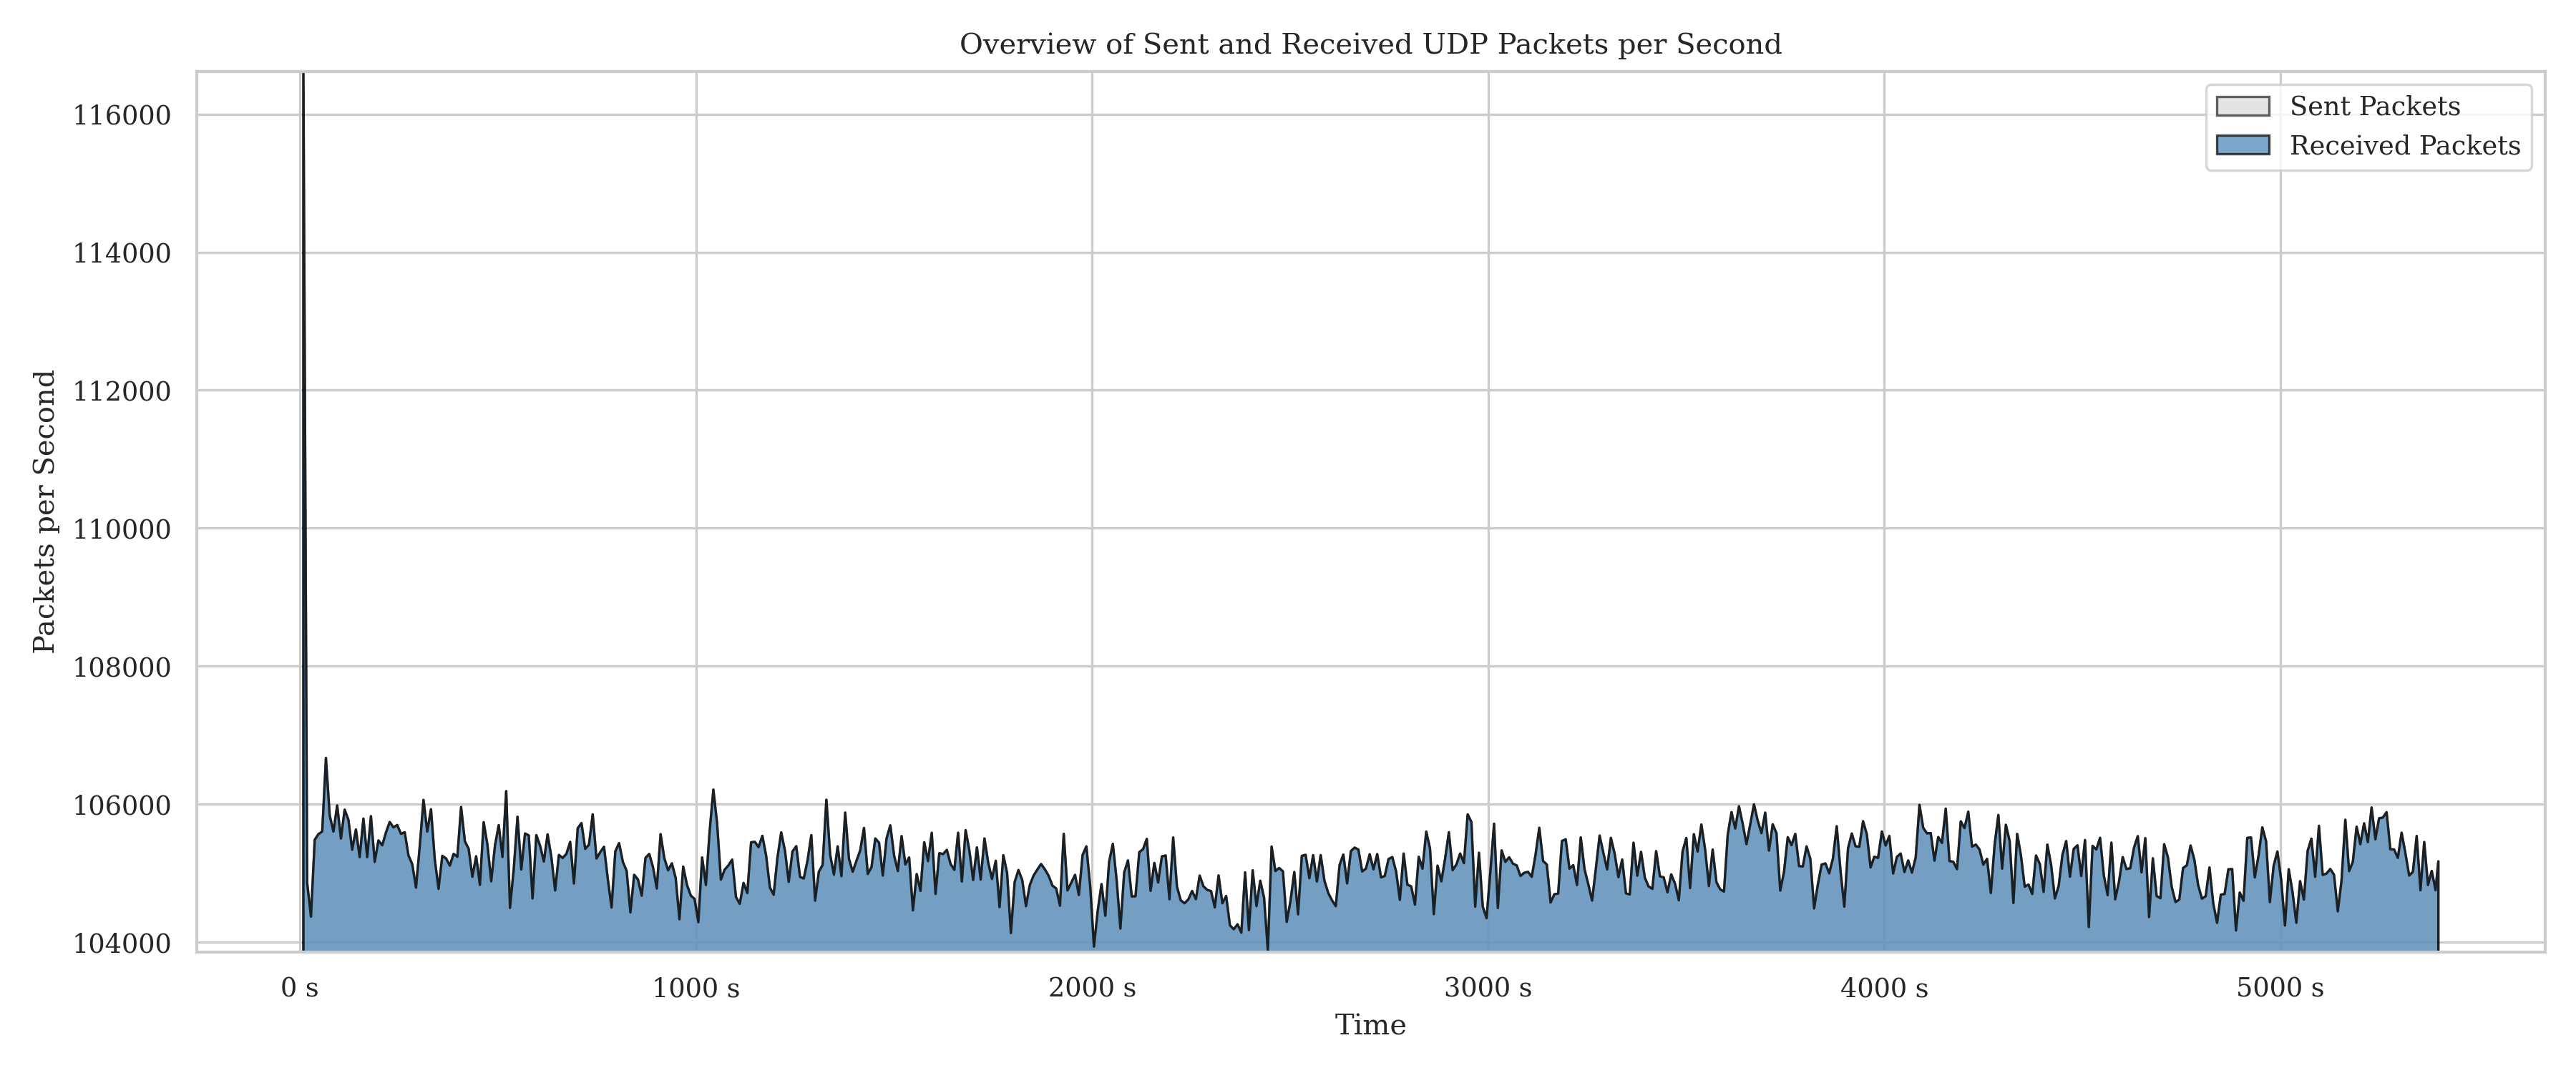 Overview of Sent and Received UDP Packets per Second
Sent Packets
Received Packets
Packets per Second
116000
114000
112000
110000
108000
106000
104000
0 s
1000 s
2000 s
3000 s
4000 s
5000 s
Time